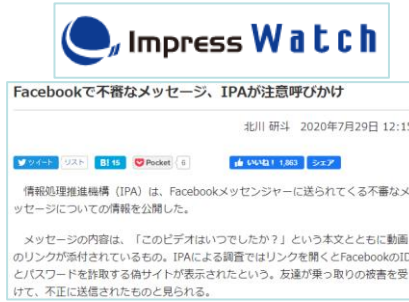 Impress Watch
Facebookで不審なメッセージ、IPAが注意呼びかけ
北川 研斗 2020年7月29日 12:15
ツイート リスト B! 15 Pocket 6 いいね! 1,863 シェア
情報処理推進機構（IPA）は、Facebookメッセンジャーに送られてくる不審なメ
ッセージについての情報を公開した。
メッセージの内容は、「このビデオはいつでしたか？」という本文とともに動画
のリンクが添付されているもの。IPAによる調査ではリンクを開くとFacebookのID
とパスワードを詐取する偽サイトが表示されたという。友達が乗っ取りの被害を受
けて、不正に送信されたものと見られる。